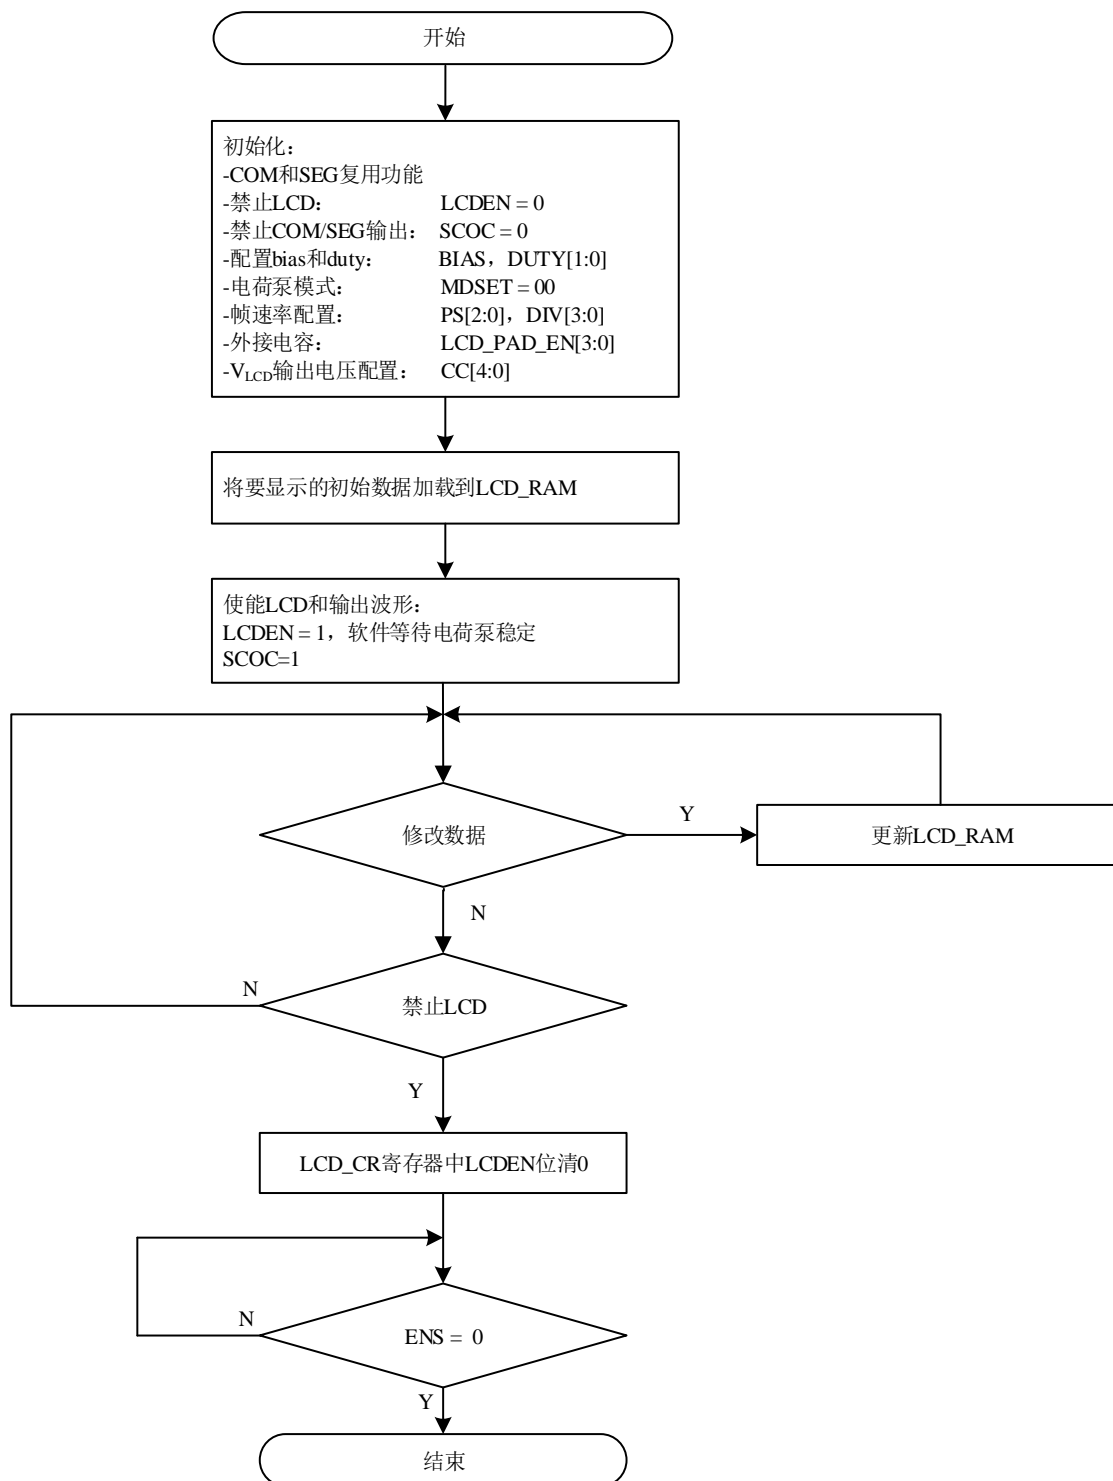 开始
初始化：
-COM和SEG复用功能
-禁止LCD： LCDEN = 0
-禁止COM/SEG输出： SCOC = 0
-配置bias和duty： BIAS，DUTY[1:0]
-电荷泵模式： MDSET = 00
-帧速率配置： PS[2:0]，DIV[3:0]
-外接电容： LCD_PAD_EN[3:0]
-VLCD输出电压配置： CC[4:0]
将要显示的初始数据加载到LCD_RAM
使能LCD和输出波形：
LCDEN = 1，软件等待电荷泵稳定
SCOC=1
修改数据
Y
更新LCD_RAM
N
禁止LCD
N
Y
LCD_CR寄存器中LCDEN位清0
ENS = 0
N
Y
结束